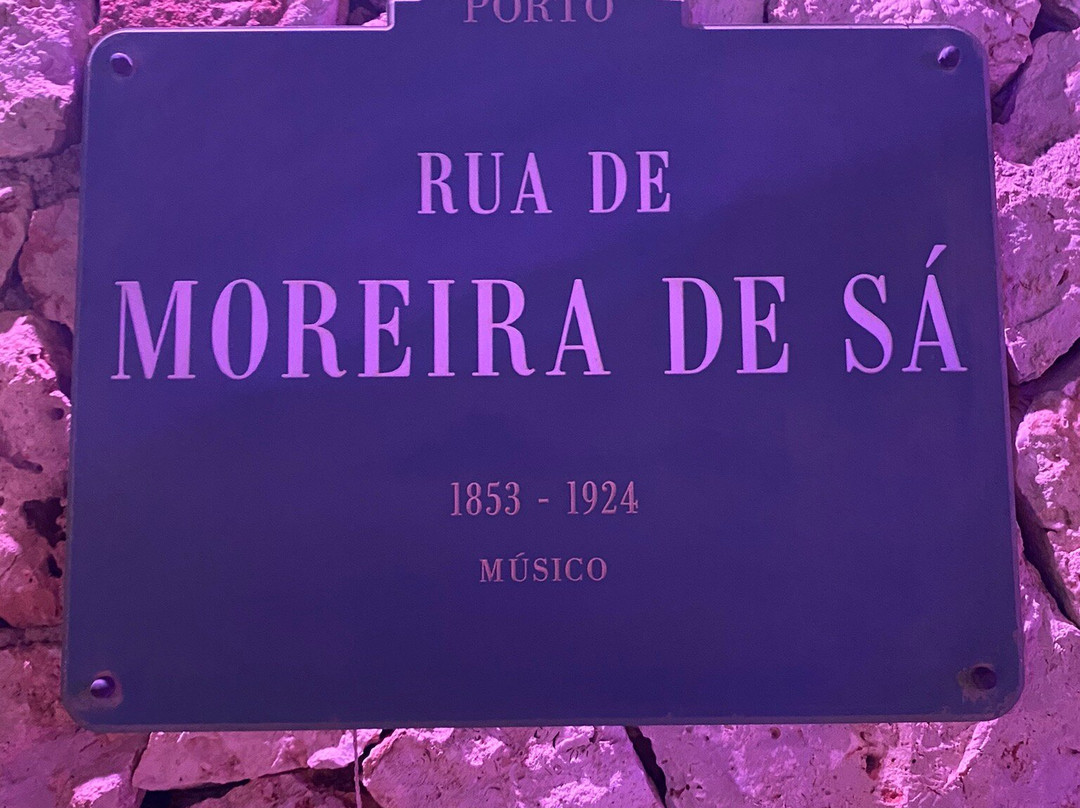 PORTO
RUA DE
MOREIRA DE SÁ
1853 - 1924
MÚSICO